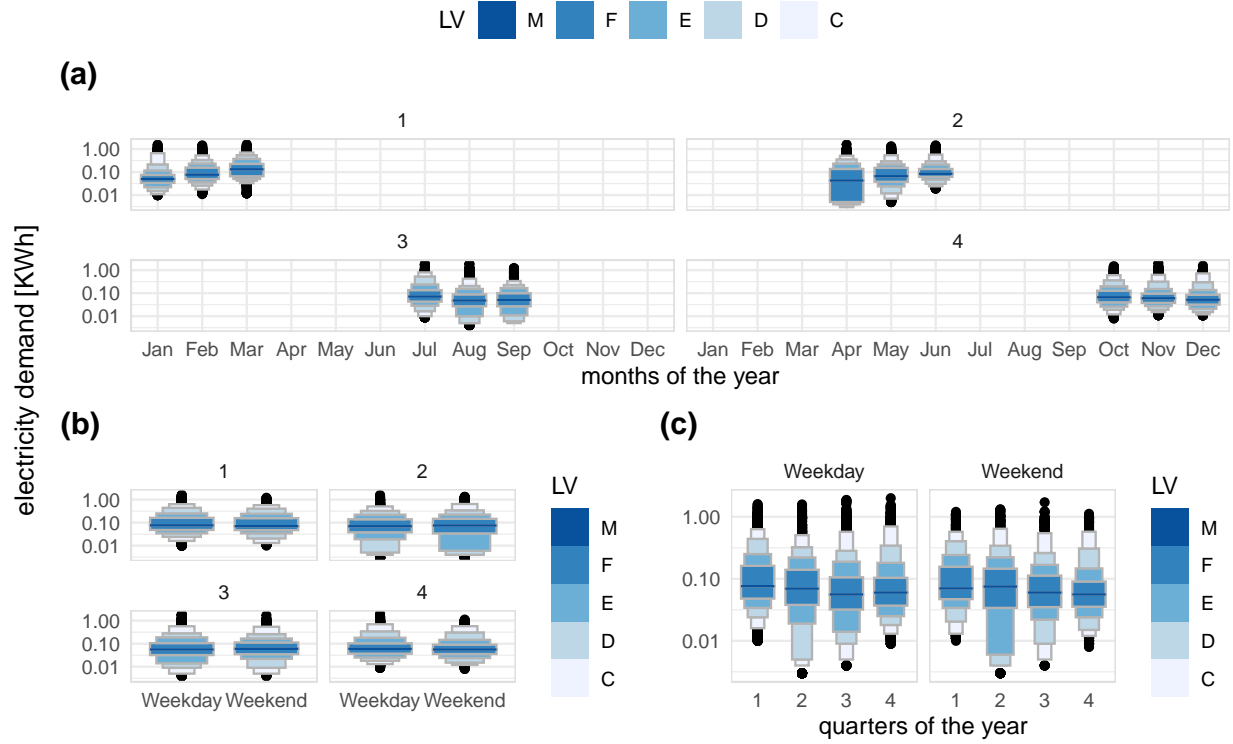 LV M F E D C
(a)
1 2
1.00
0.10
0.01
3 4
1.00
0.10
0.01
Jan Feb Mar Apr May Jun Jul Aug Sep Oct Nov Dec Jan Feb Mar Apr May Jun Jul Aug Sep Oct Nov Dec
months of the year
electricity demand [KWh]
(b)
1 2
1.00
0.10
0.01
3 4
1.00
0.10
0.01
Weekday Weekend Weekday Weekend
LV
M
F
E
D
C
(c)
Weekday Weekend
1.00
0.10
0.01
1 2 3 4 1 2 3 4
quarters of the year
LV
M
F
E
D
C